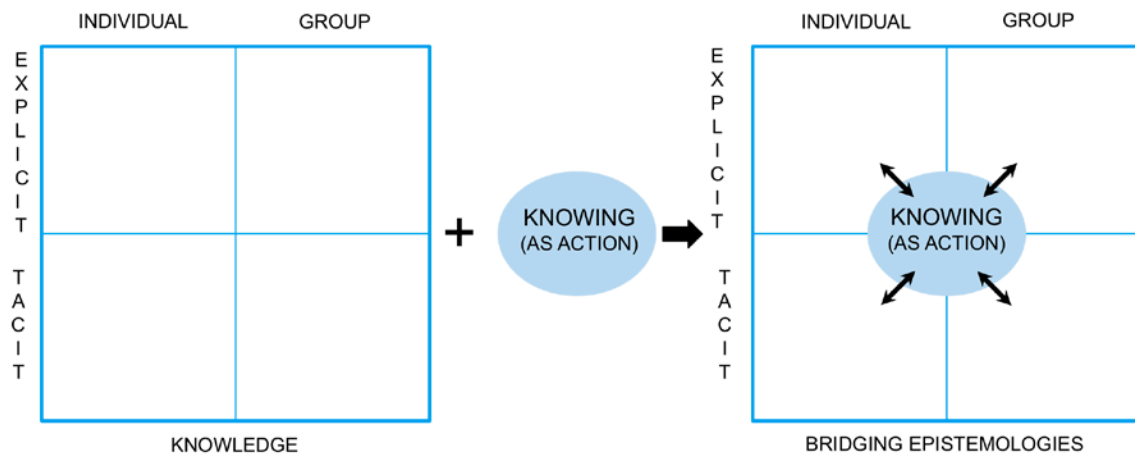 INDIVIDUAL GROUP
EXPLICIT
TACIT
KNOWLEDGE
+
KNOWING
(AS ACTION)
INDIVIDUAL GROUP
EXPLICIT
TACIT
KNOWING
(AS ACTION)
BRIDGING EPISTEMOLOGIES